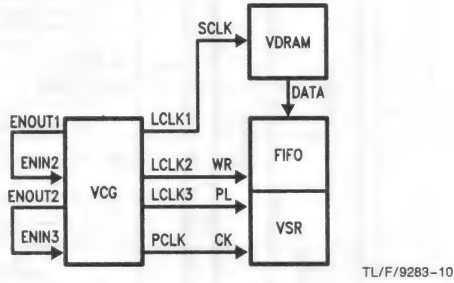 SCLK
VDRAM
DATA
ENOUT1
LCLK1
ENIN2
LCLK2 WR
FIFO
ENOUT2
VCG
LCLK3 PL
ENIN3
PCLK CK
VSR
TL/F/9283-10